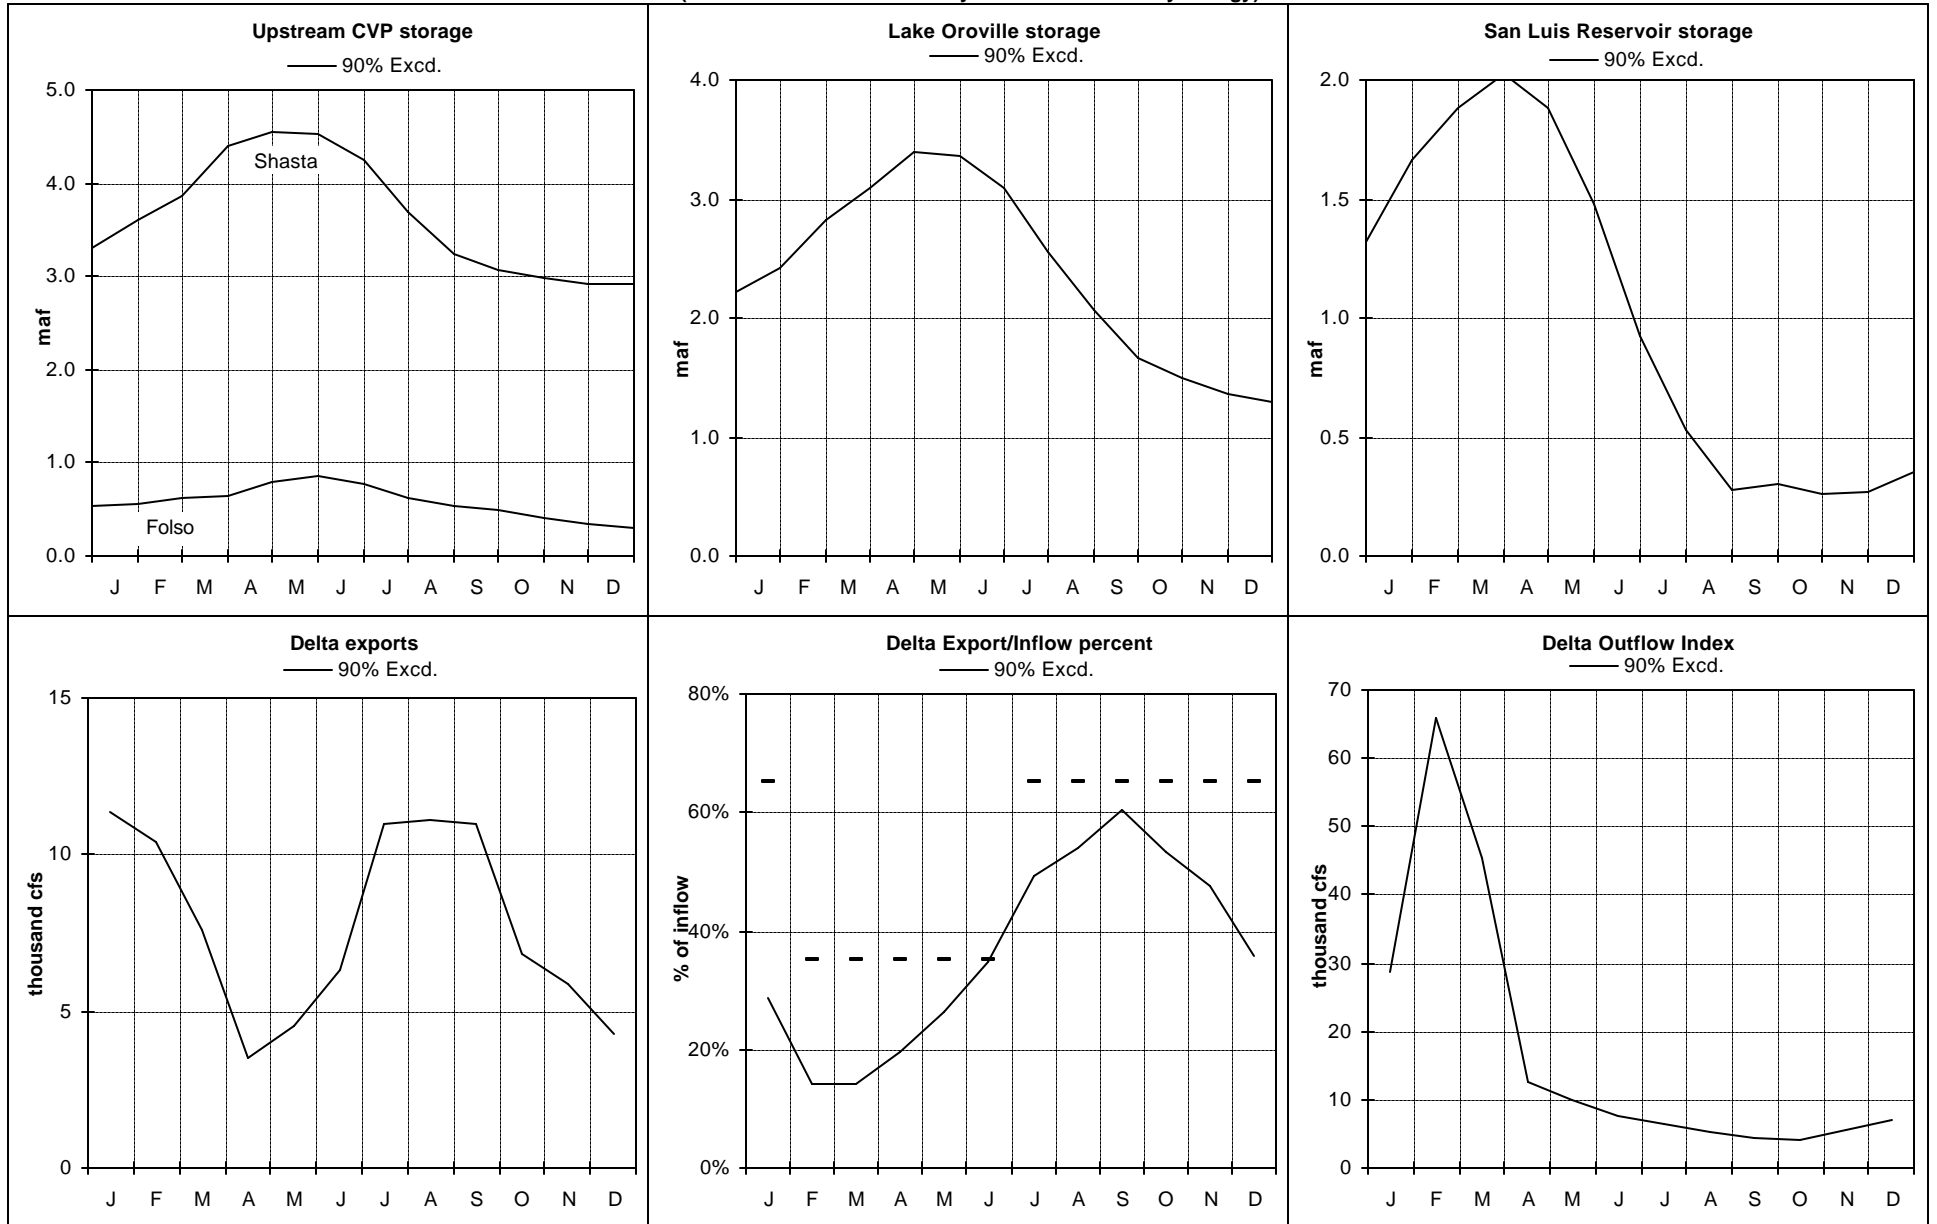 Upstream CVP storage
90% Excd.
5.0
4.0
3.0
2.0
1.0
0.0
maf
Shasta
Folso
J F M A M J J A S O N D
Lake Oroville storage
90% Excd.
4.0
3.0
2.0
1.0
0.0
maf
J F M A M J J A S O N D
San Luis Reservoir storage
90% Excd.
2.0
1.5
1.0
0.5
0.0
maf
J F M A M J J A S O N D
Delta exports
90% Excd.
15
10
5
0
thousand cfs
J F M A M J J A S O N D
Delta Export/Inflow percent
90% Excd.
80%
60%
40%
20%
0%
% of inflow
J F M A M J J A S O N D
Delta Outflow Index
90% Excd.
70
60
50
40
30
20
10
0
thousand cfs
J F M A M J J A S O N D